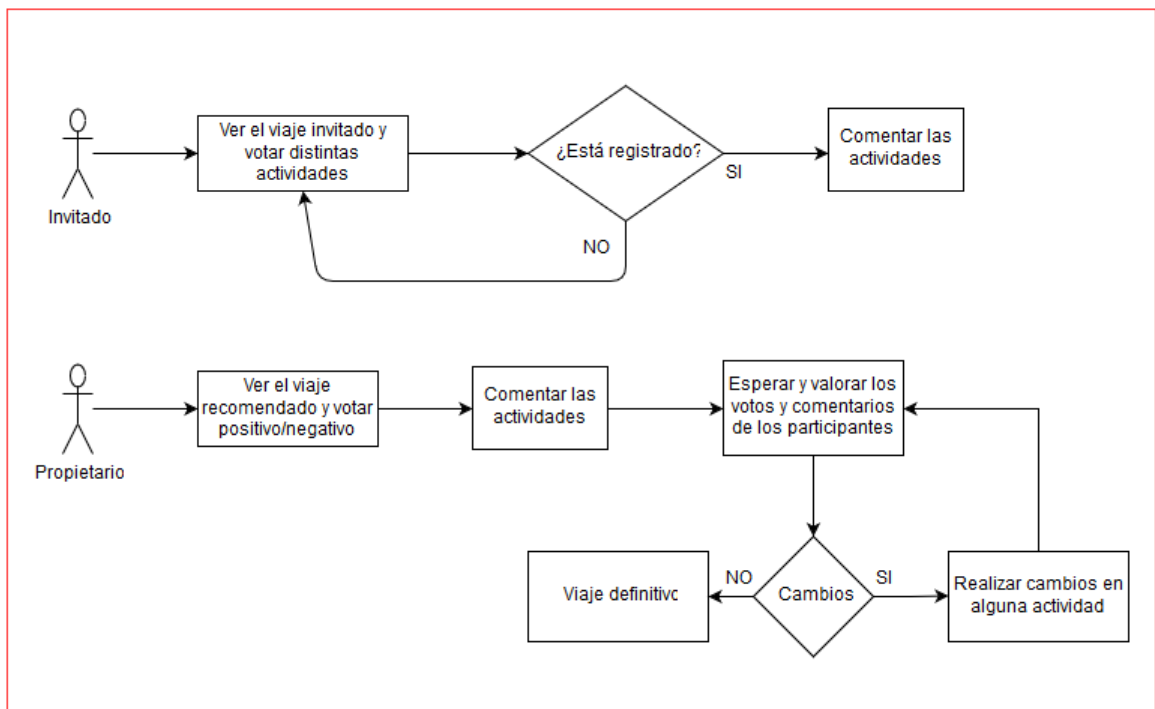 Ver el viaje invitado y
votar distintas
actividades
¿Está registrado?
SI
NO
Comentar las
actividades
Invitado
Ver el viaje
recomendado y votar
positivo/negativo
Comentar las
actividades
Esperar y valorar los
votos y comentarios
de los participantes
Propietario
Viaje definitivo
NO
Cambios
SI
Realizar cambios en
alguna actividad